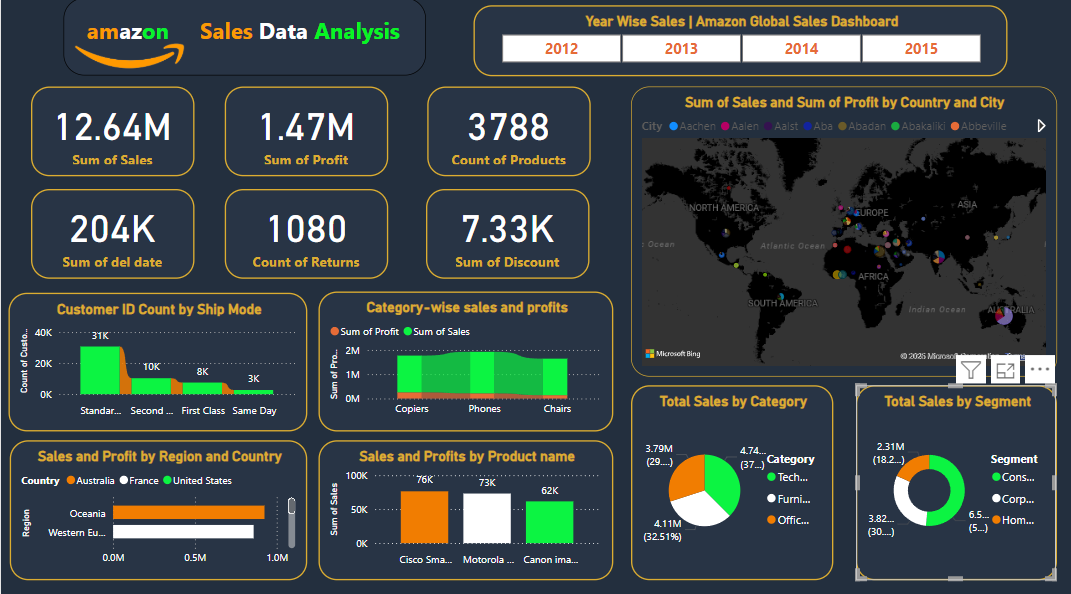 amazon
Sales Data Analysis
Year Wise Sales | Amazon Global Sales Dashboard
2012
2013
2014
2015
12.64M
Sum of Sales
1.47M
Sum of Profit
3788
Count of Products
204K
Sum of del date
1080
Count of Returns
7.33K
Sum of Discount
Sum of Sales and Sum of Profit by Country and City
City Aachen Aalen Aalst Aba Abadan Abakaliki Abbeville
NORTH AMERICA
EUROPE
ASIA
Ocean
Atlantic Ocean
AFRICA
SOUTH AMERICA
Indian Ocean
AUSTRALIA
Microsoft Bing
© 2025 Microsoft
Customer ID Count by Ship Mode
Count of Custo...
40K
20K
0K
31K
10K
8K
3K
Standar...
Second ...
First Class
Same Day
Category-wise sales and profits
Sum of Profit Sum of Sales
Sum of Pro...
2M
1M
0M
Copiers
Phones
Chairs
Sales and Profit by Region and Country
Country Australia France United States
Region
Oceania
Western Eu...
0.0M
0.5M
1.0M
Sales and Profits by Product name
Sum of Sales
100K
50K
0K
76K
73K
62K
Cisco Sma...
Motorola ...
Canon ima...
Total Sales by Category
3.79M
(29....)
4.74...
(37...)
4.11M
(32.51%)
Category
Tech...
Furni...
Offic...
Total Sales by Segment
2.31M
(18.2...)
3.82...
(30....)
6.5...
(5...)
Segment
Cons...
Corp...
Hom...